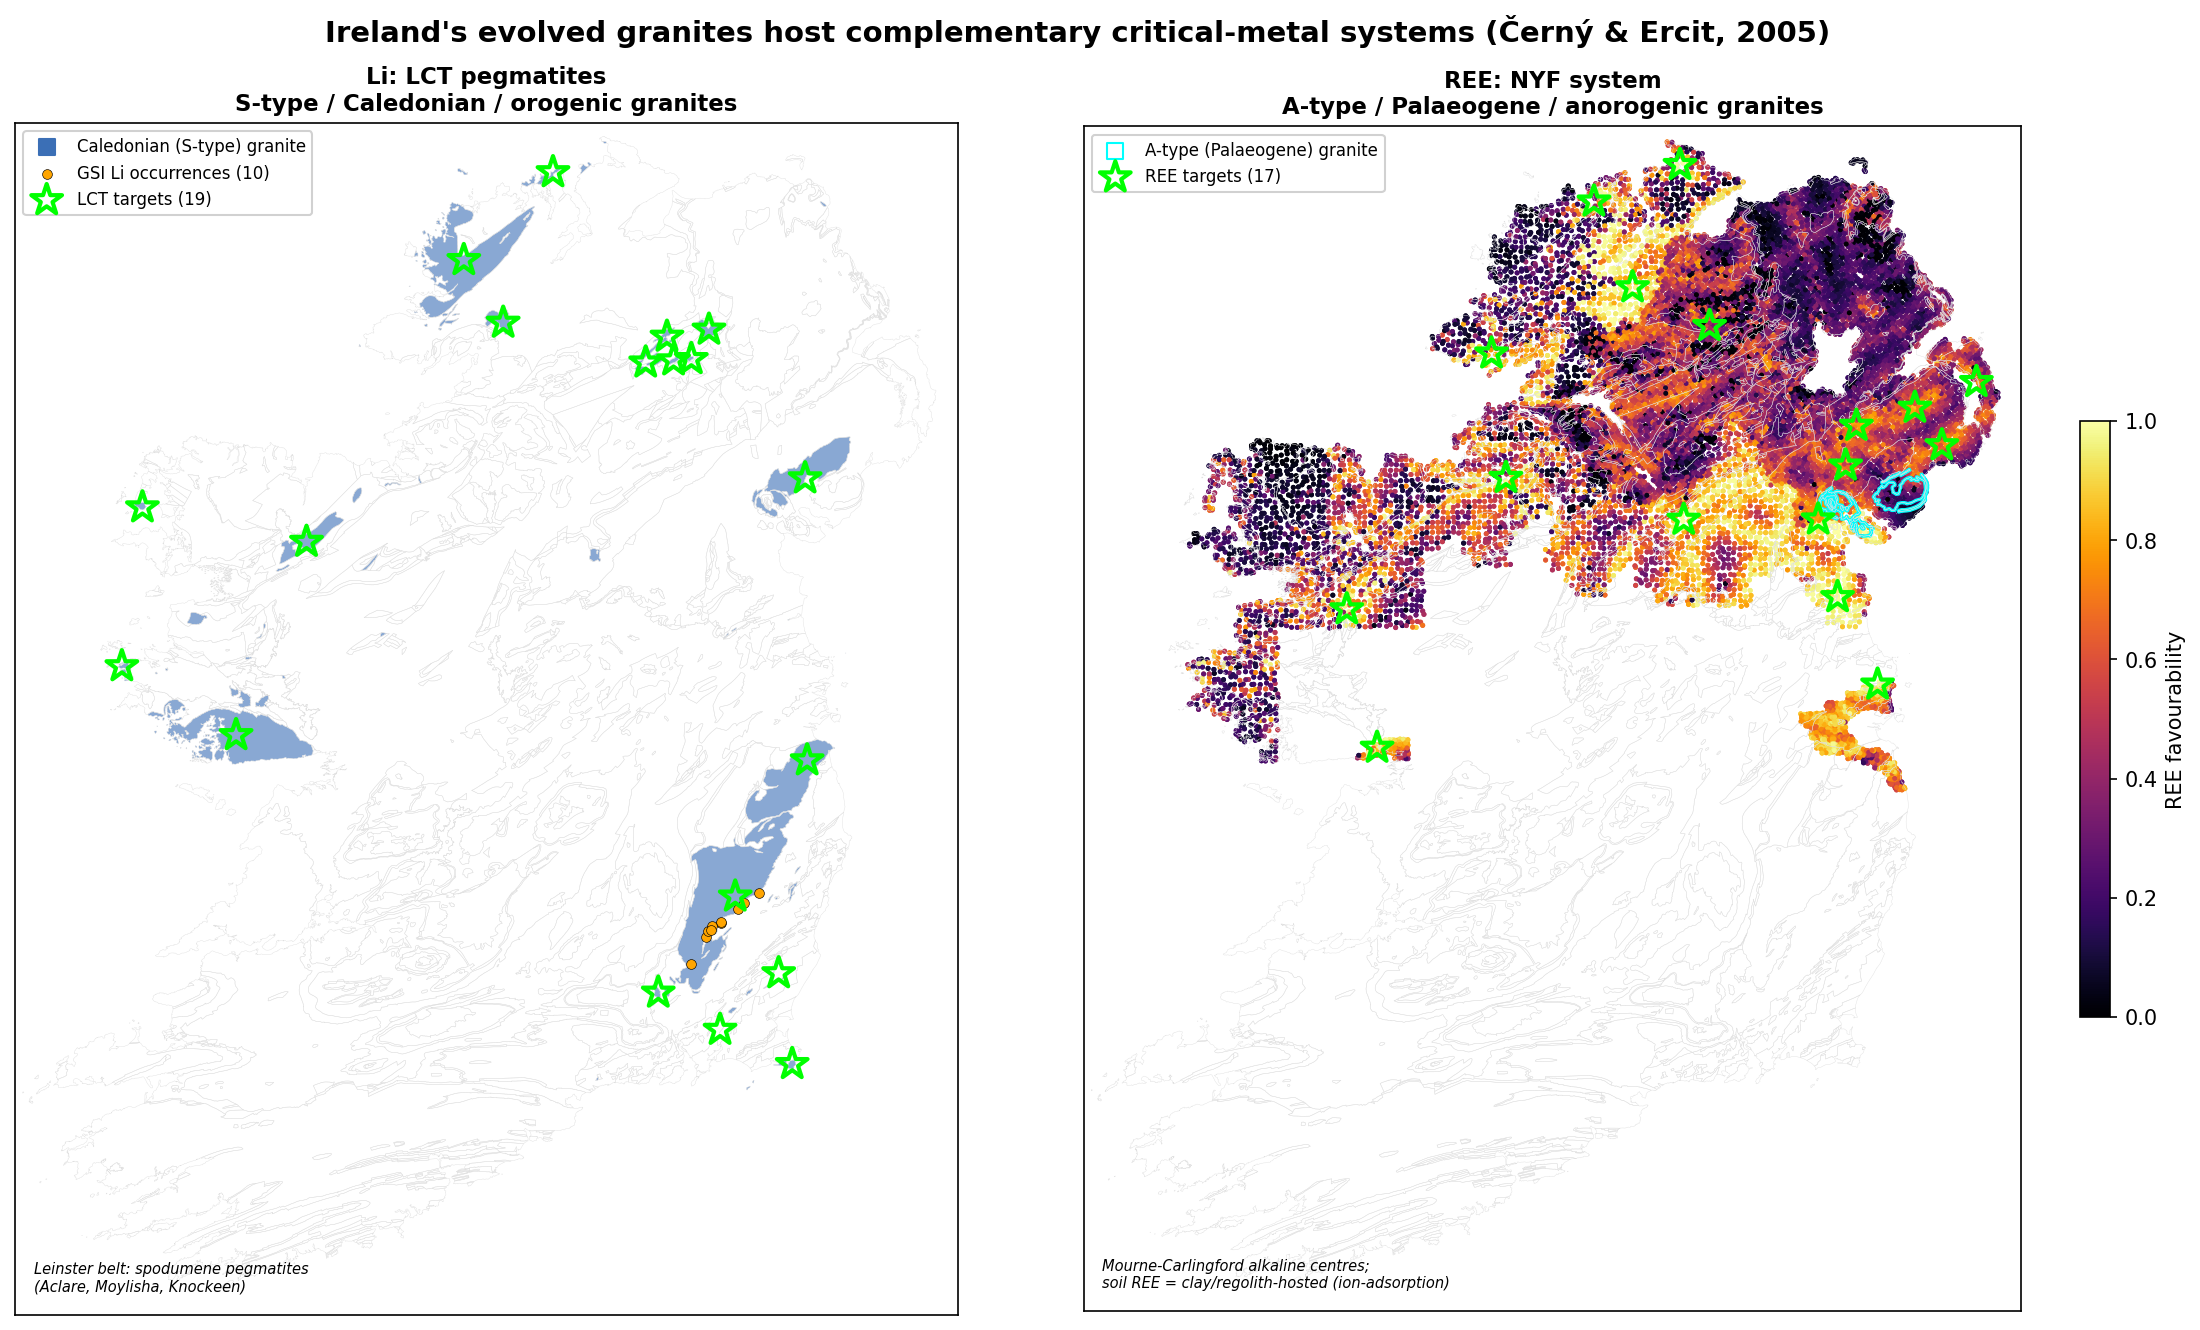 Ireland's evolved granites host complementary critical-metal systems (Černý & Ercit, 2005)
Li: LCT pegmatites
S-type / Caledonian / orogenic granites
Caledonian (S-type) granite
GSI Li occurrences (10)
LCT targets (19)
Leinster belt: spodumene pegmatites
(Aclare, Moylisha, Knockeen)
REE: NYF system
A-type / Palaeogene / anorogenic granites
A-type (Palaeogene) granite
REE targets (17)
Mourne-Carlingford alkaline centres;
soil REE = clay/regolith-hosted (ion-adsorption)
1.0
0.8
0.6
0.4
0.2
0.0
REE favourability